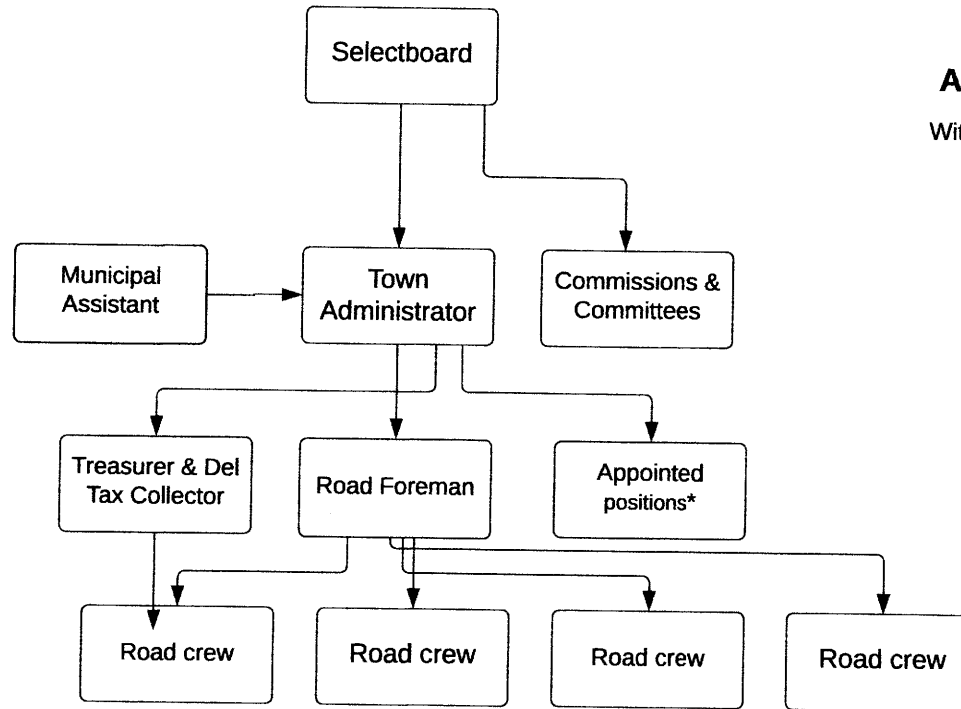 Selectboard
A
Wit
Municipal
Assistant
Town
Administrator
Commissions &
Committees
Treasurer & Del
Tax Collector
Road Foreman
Appointed
positions*
Road crew
Road crew
Road crew
Road crew